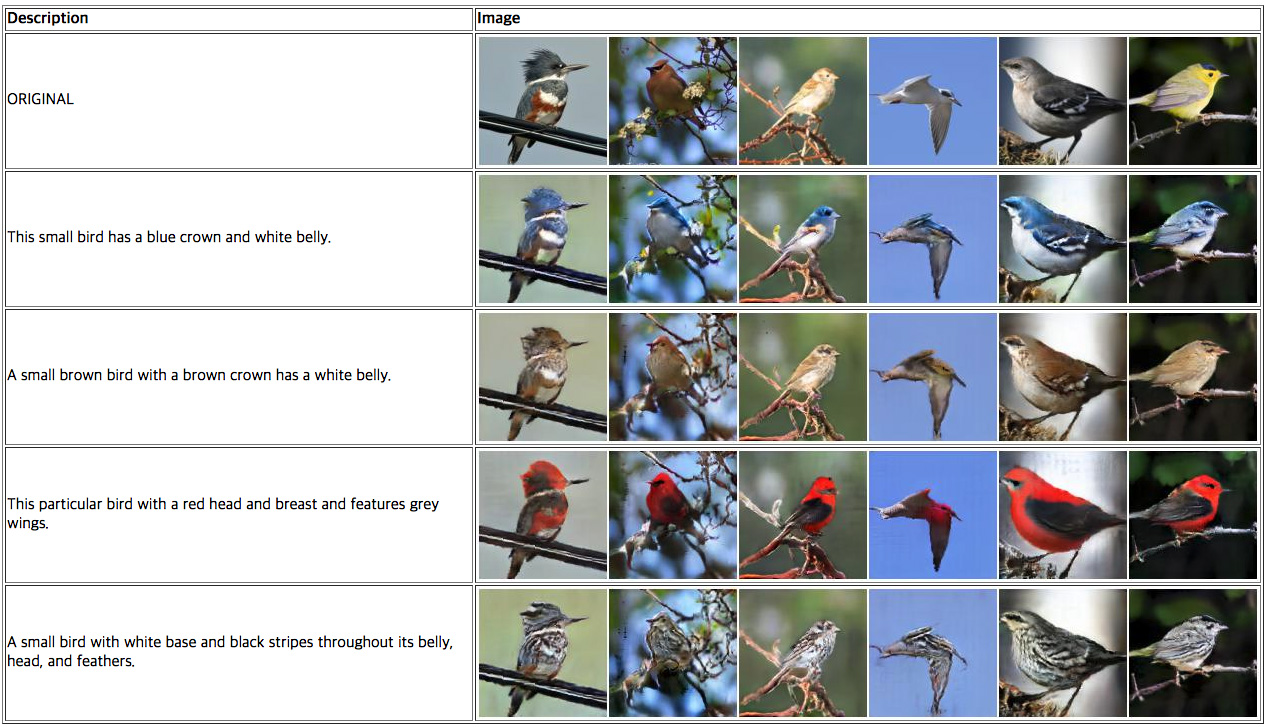 Description
Image
ORIGINAL
This small bird has a blue crown and white belly.
A small brown bird with a brown crown has a white belly.
This particular bird with a red head and breast and features grey
wings.
A small bird with white base and black stripes throughout its belly,
head, and feathers.